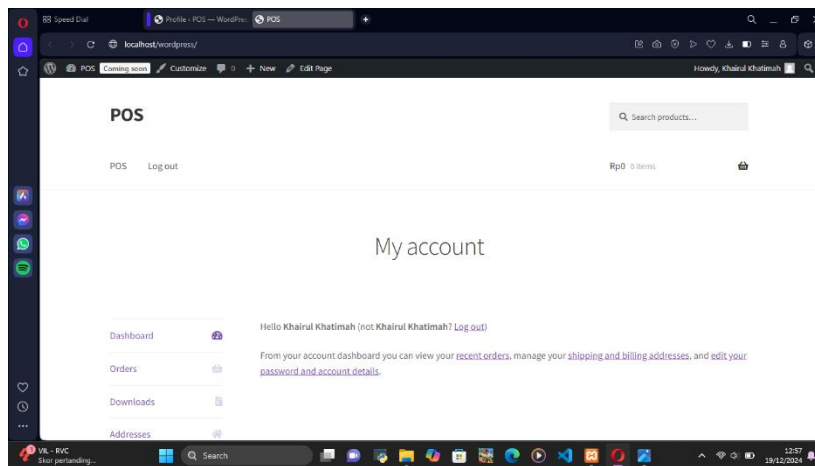 Speed Dial
Profile ‹ POS — WordPre
POS
localhost/wordpress/
POS Coming soon Customize 0 New Edit Page
Howdy, Khairul Khatimah
POS
Search products...
POS Log out
Rp0 0 items
My account
Dashboard
Hello Khairul Khatimah (not Khairul Khatimah? Log out)
From your account dashboard you can view your recent orders, manage your shipping and billing addresses, and edit your
password and account details.
Orders
Downloads
Addresses
VIL - RVC
Skor pertanding...
Search
12:57
19/12/2024